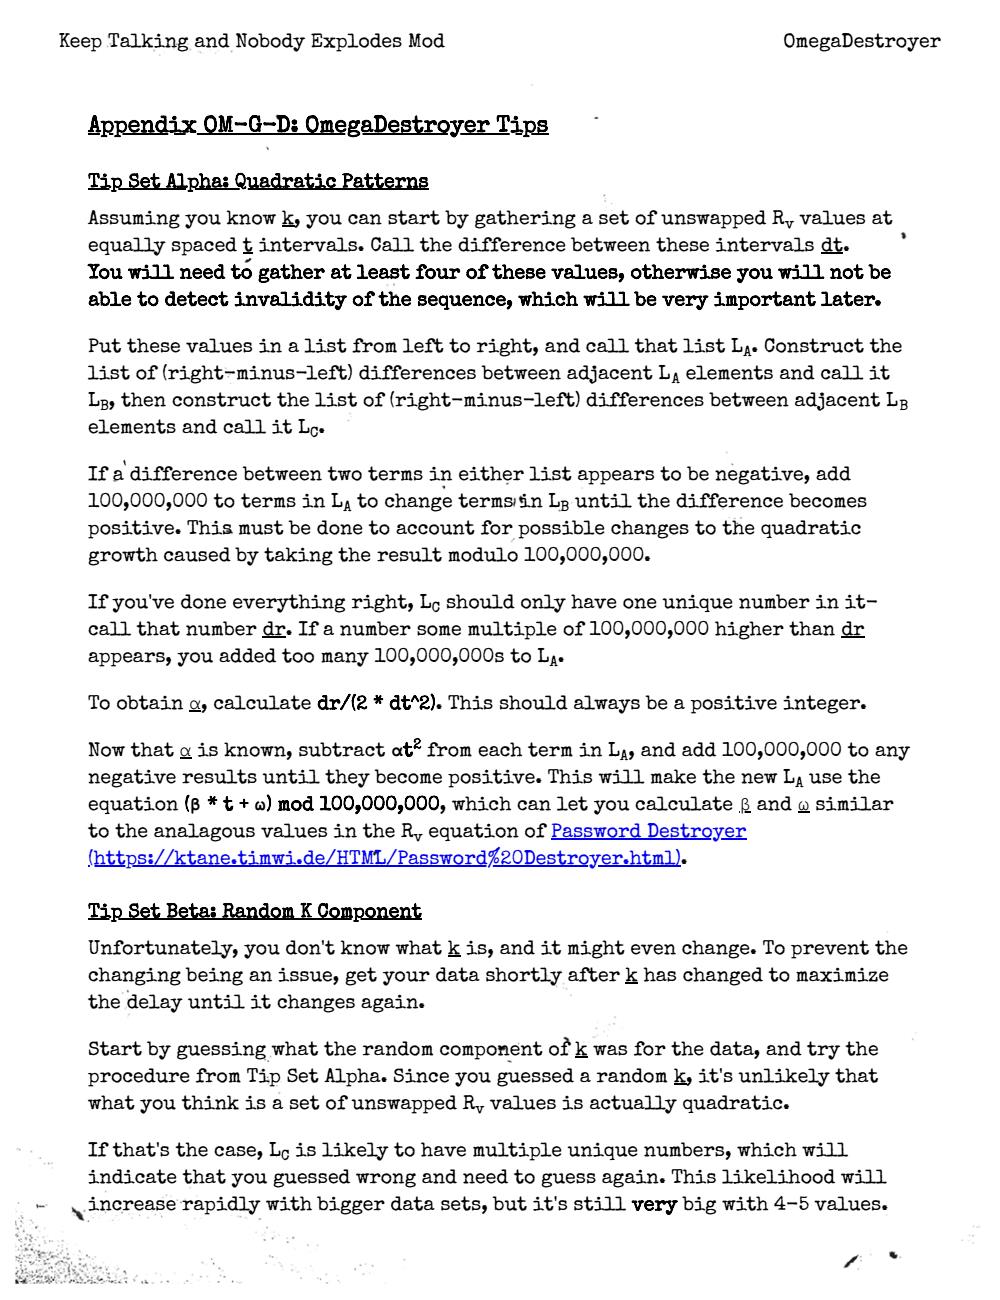 Keep Talking and Nobody Explodes Mod OmegaDestroyer
Appendix OM-G-D: OmegaDestroyer Tips
Tip Set Alpha: Quadratic Patterns
Assuming you know k, you can start by gathering a set of unswapped Rᵥ values at
equally spaced t intervals. Call the difference between these intervals dt.
You will need to gather at least four of these values, otherwise you will not be
able to detect invalidity of the sequence, which will be very important later.
Put these values in a list from left to right, and call that list L_A. Construct the
list of (right-minus-left) differences between adjacent L_A elements and call it
L_B, then construct the list of (right-minus-left) differences between adjacent L_B
elements and call it L_C.
If a difference between two terms in either list appears to be negative, add
100,000,000 to terms in L_A to change terms in L_B until the difference becomes
positive. This must be done to account for possible changes to the quadratic
growth caused by taking the result modulo 100,000,000.
If you've done everything right, L_C should only have one unique number in it-
call that number dr. If a number some multiple of 100,000,000 higher than dr
appears, you added too many 100,000,000s to L_A.
To obtain α, calculate dr/(2 * dt^2). This should always be a positive integer.
Now that α is known, subtract αt² from each term in L_A, and add 100,000,000 to any
negative results until they become positive. This will make the new L_A use the
equation (β * t + ω) mod 100,000,000, which can let you calculate β and ω similar
to the analagous values in the Rᵥ equation of Password Destroyer
(https://ktane.timwi.de/HTML/Password%20Destroyer.html).
Tip Set Beta: Random K Component
Unfortunately, you don't know what k is, and it might even change. To prevent the
changing being an issue, get your data shortly after k has changed to maximize
the delay until it changes again.
Start by guessing what the random component of k was for the data, and try the
procedure from Tip Set Alpha. Since you guessed a random k, it's unlikely that
what you think is a set of unswapped Rᵥ values is actually quadratic.
If that's the case, L_C is likely to have multiple unique numbers, which will
indicate that you guessed wrong and need to guess again. This likelihood will
increase rapidly with bigger data sets, but it's still very big with 4-5 values.